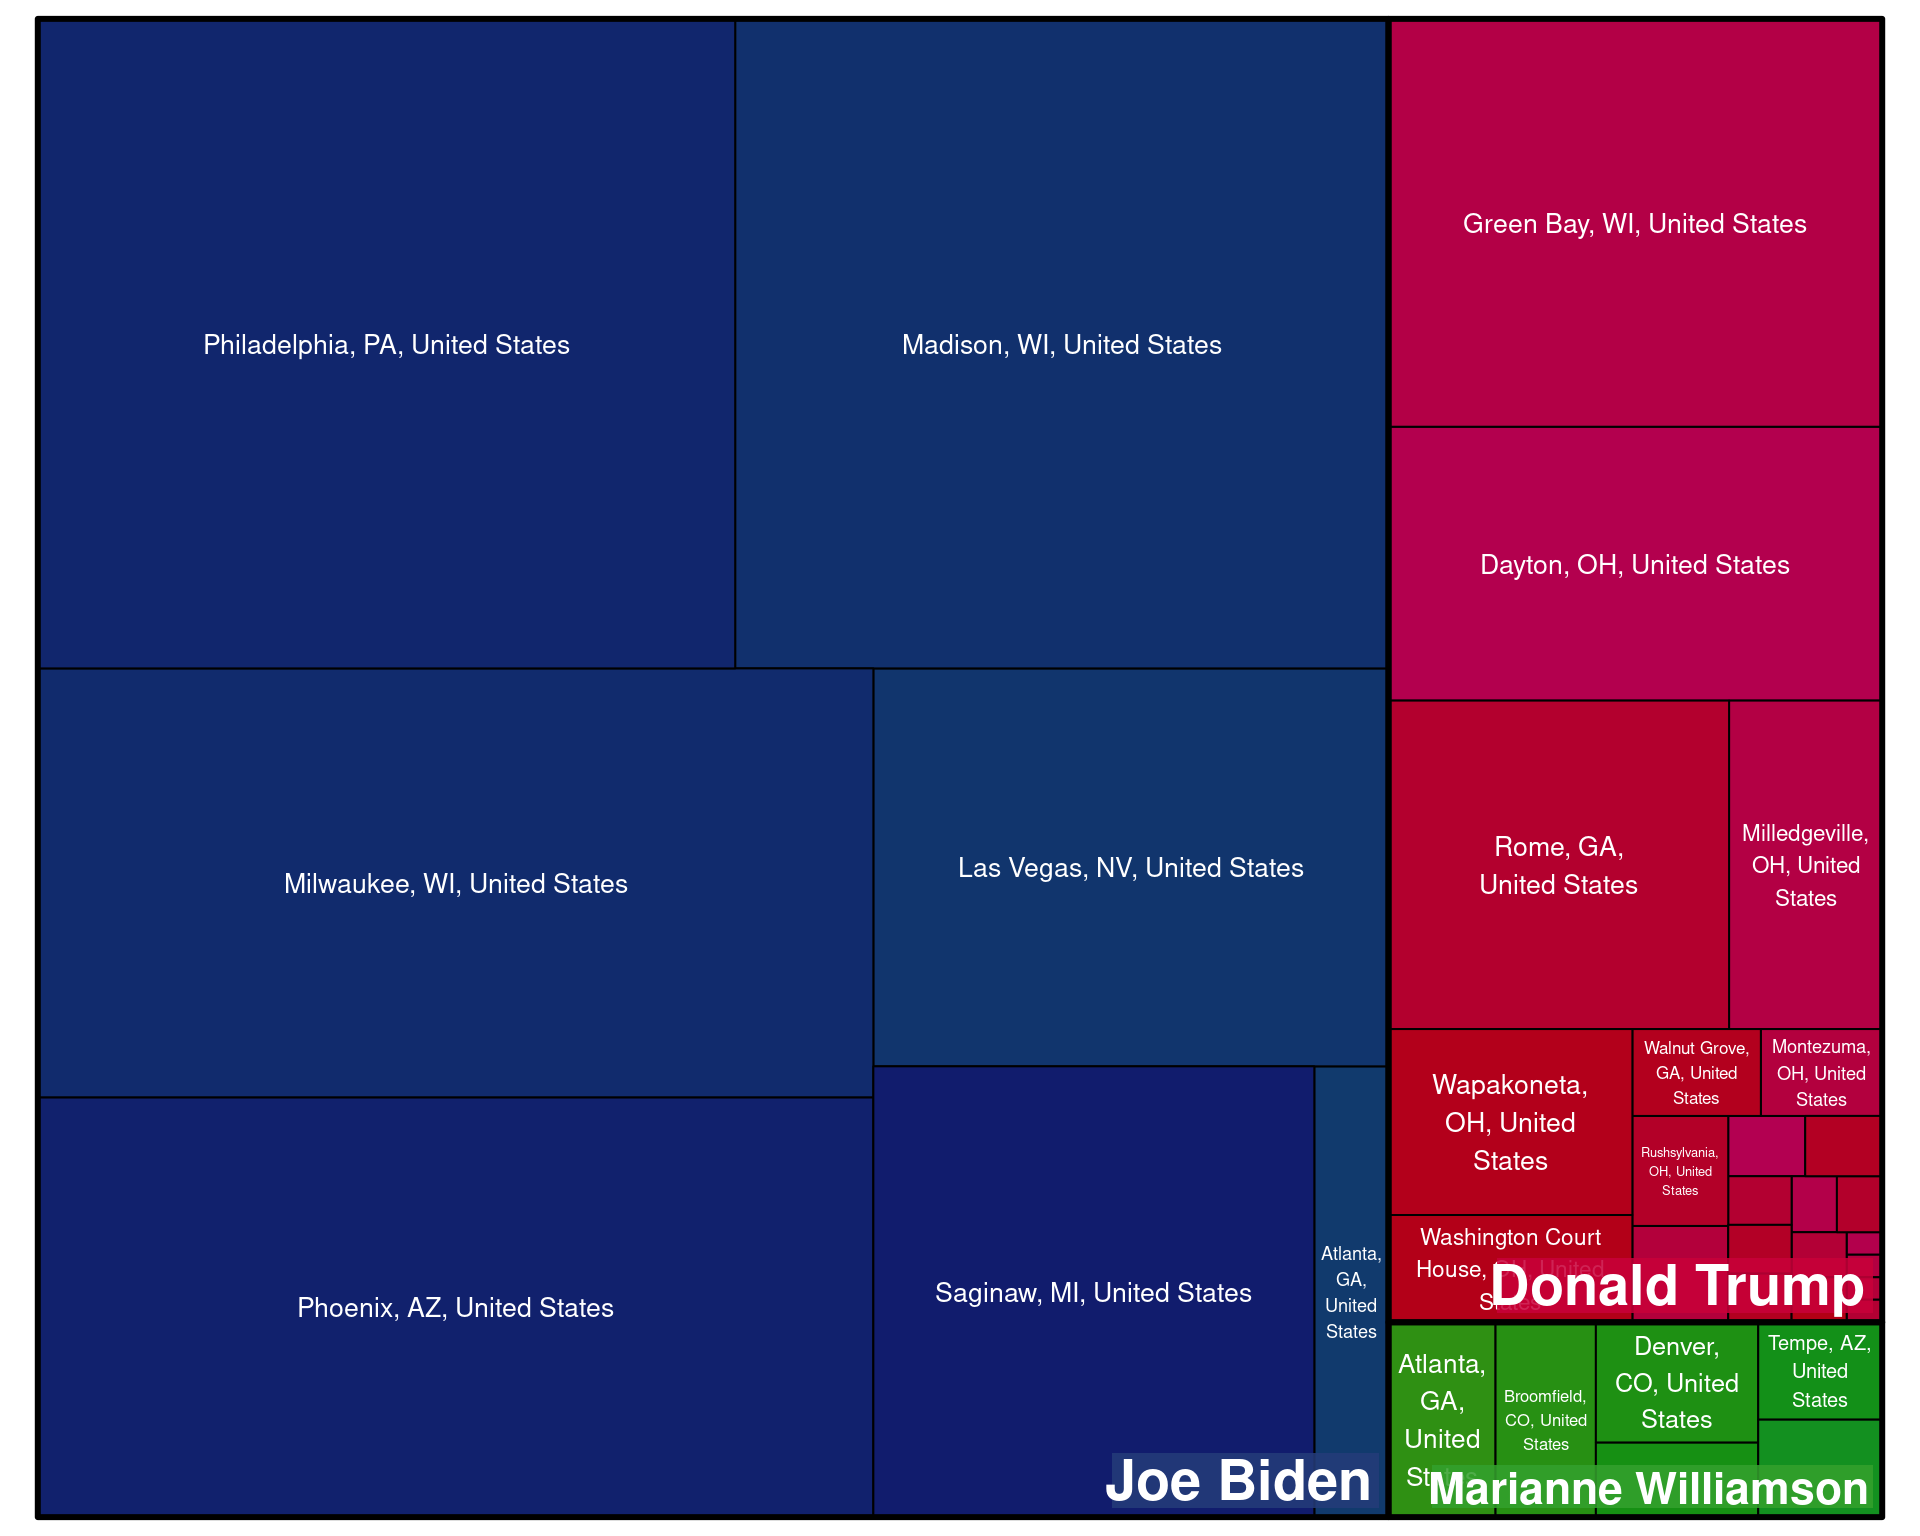 Philadelphia, PA, United States
Madison, WI, United States
Milwaukee, WI, United States
Las Vegas, NV, United States
Phoenix, AZ, United States
Saginaw, MI, United States
Atlanta,
GA,
United
States
Joe Biden
Green Bay, WI, United States
Dayton, OH, United States
Rome, GA,
United States
Milledgeville,
OH, United
States
Wapakoneta,
OH, United
States
Walnut Grove,
GA, United
States
Montezuma,
OH, United
States
Rushsylvania,
OH, United
States
Washington Court
House, OH, United
States
Donald Trump
Atlanta,
GA,
United
States
Broomfield,
CO, United
States
Denver,
CO, United
States
Tempe, AZ,
United
States
Marianne Williamson